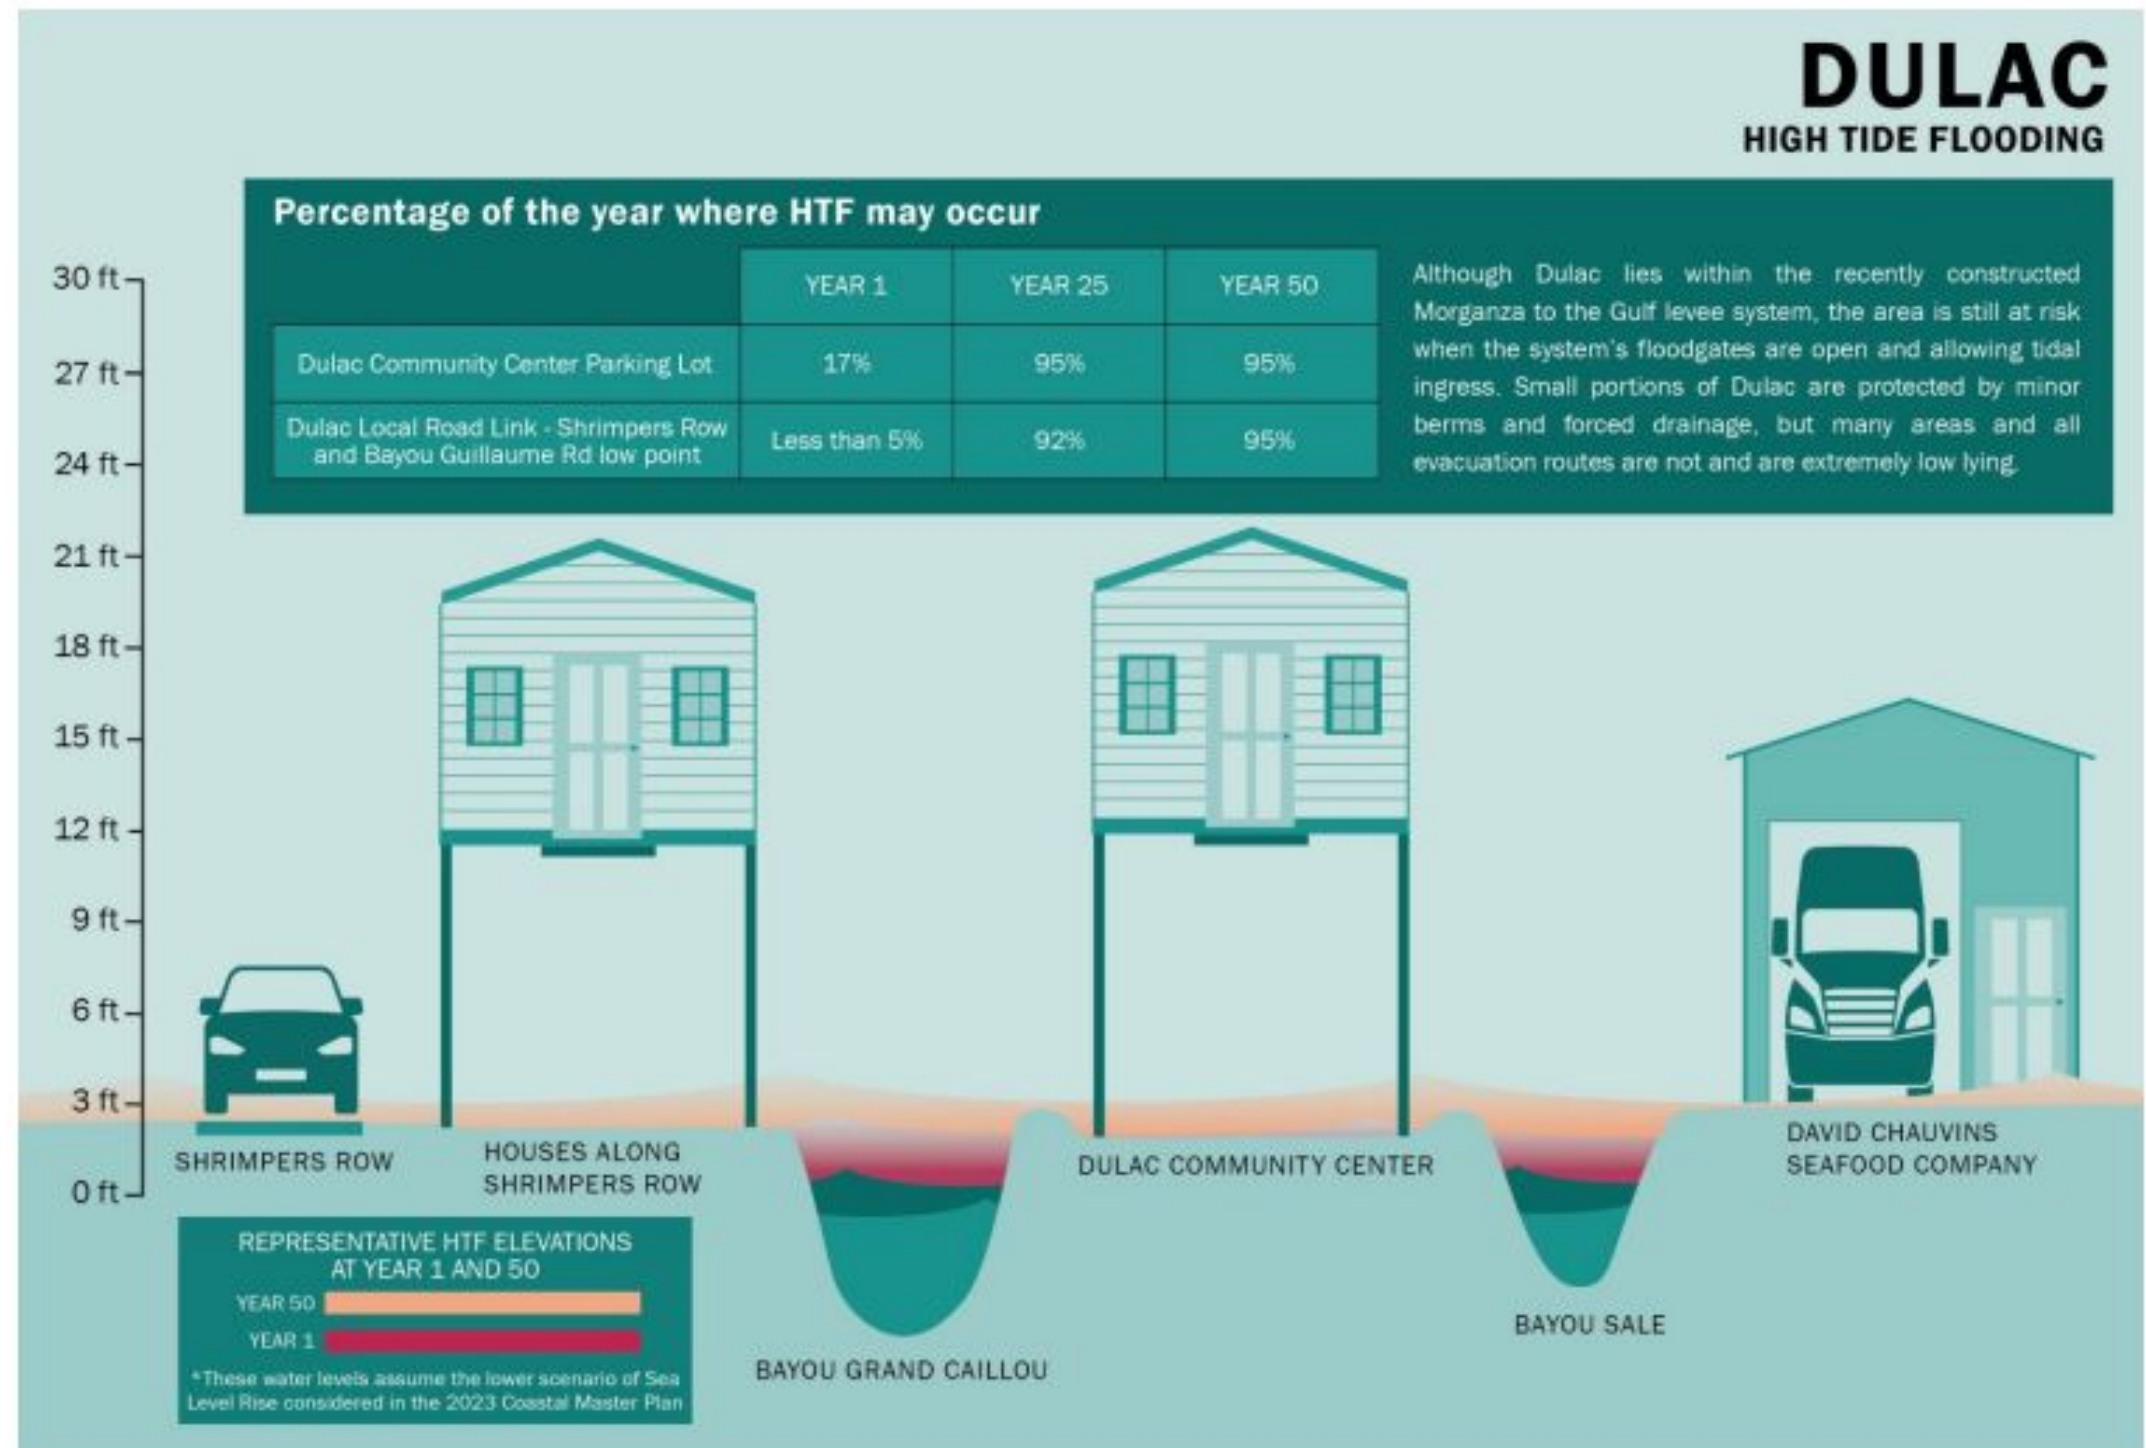 DULAC
HIGH TIDE FLOODING
Percentage of the year where HTF may occur
YEAR 1 YEAR 25 YEAR 50
Dulac Community Center Parking Lot 17% 95% 95%
Dulac Local Road Link - Shrimpers Row
and Bayou Guillaume Rd low point
Less than 5% 92% 95%
Although Dulac lies within the recently constructed
Morganza to the Gulf levee system, the area is still at risk
when the system's floodgates are open and allowing tidal
ingress. Small portions of Dulac are protected by minor
berms and forced drainage, but many areas and all
evacuation routes are not and are extremely low lying.
30 ft
27 ft
24 ft
21 ft
18 ft
15 ft
12 ft
9 ft
6 ft
3 ft
0 ft
SHRIMPERS ROW
HOUSES ALONG
SHRIMPERS ROW
DULAC COMMUNITY CENTER
DAVID CHAUVINS
SEAFOOD COMPANY
BAYOU GRAND CAILLOU
BAYOU SALE
REPRESENTATIVE HTF ELEVATIONS
AT YEAR 1 AND 50
YEAR 50
YEAR 1
*These water levels assume the lower scenario of Sea
Level Rise considered in the 2023 Coastal Master Plan